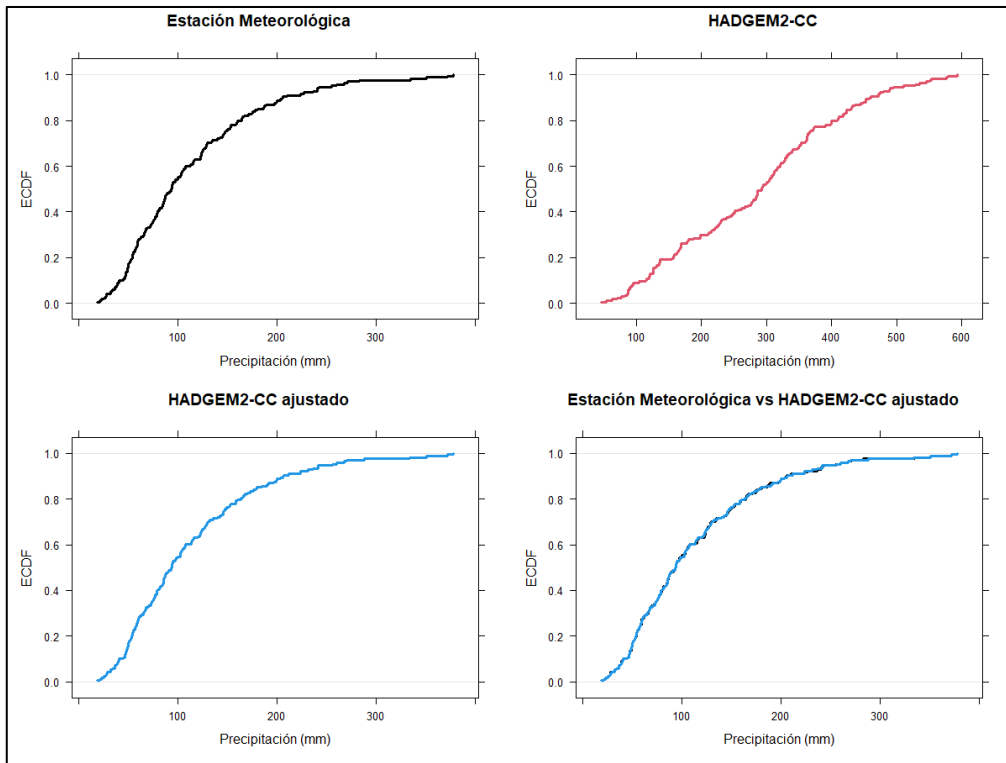 Estación Meteorológica
ECDF
1.0
0.8
0.6
0.4
0.2
0.0
100 200 300
Precipitación (mm)
HADGEM2-CC
ECDF
1.0
0.8
0.6
0.4
0.2
0.0
100 200 300 400 500 600
Precipitación (mm)
HADGEM2-CC ajustado
ECDF
1.0
0.8
0.6
0.4
0.2
0.0
100 200 300
Precipitación (mm)
Estación Meteorológica vs HADGEM2-CC ajustado
ECDF
1.0
0.8
0.6
0.4
0.2
0.0
100 200 300
Precipitación (mm)